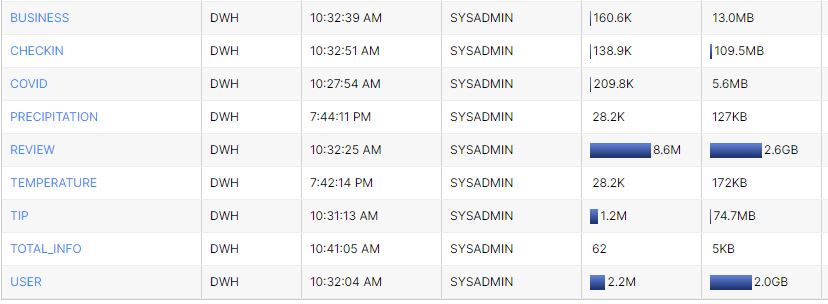 BUSINESS DWH 10:32:39 AM SYSADMIN 160.6K 13.0MB
CHECKIN DWH 10:32:51 AM SYSADMIN 138.9K 109.5MB
COVID DWH 10:27:54 AM SYSADMIN 209.8K 5.6MB
PRECIPITATION DWH 7:44:11 PM SYSADMIN 28.2K 127KB
REVIEW DWH 10:32:25 AM SYSADMIN 8.6M 2.6GB
TEMPERATURE DWH 7:42:14 PM SYSADMIN 28.2K 172KB
TIP DWH 10:31:13 AM SYSADMIN 1.2M 74.7MB
TOTAL_INFO DWH 10:41:05 AM SYSADMIN 62 5KB
USER DWH 10:32:04 AM SYSADMIN 2.2M 2.0GB